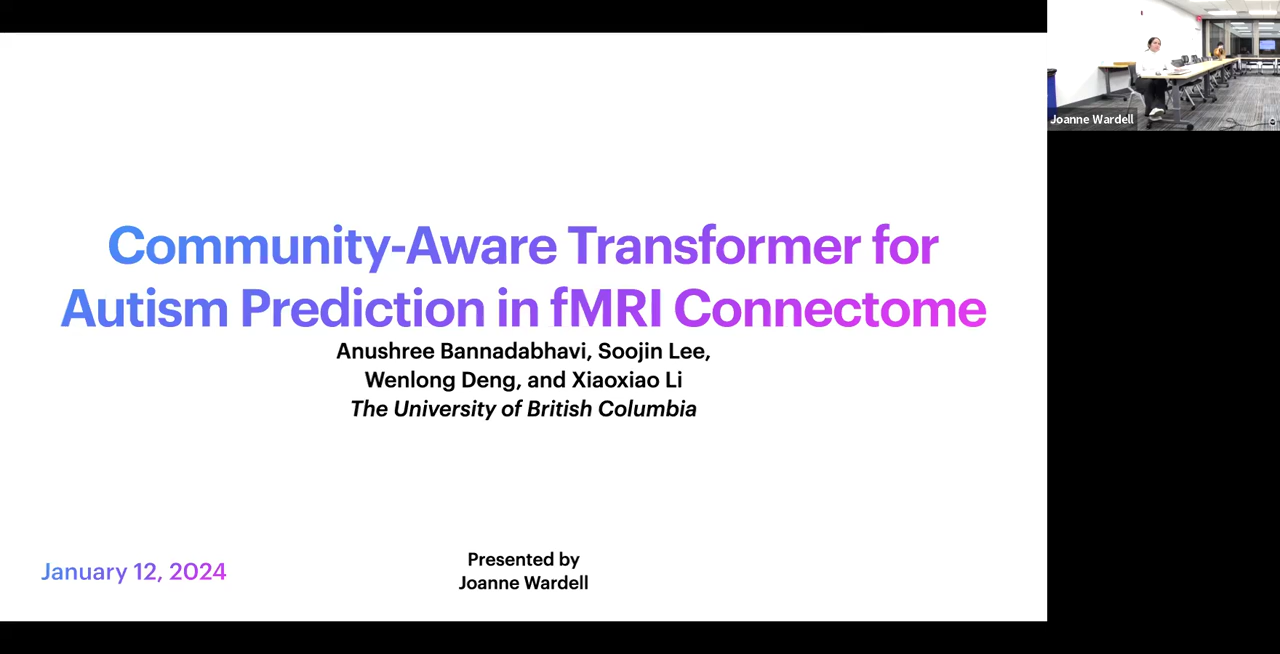 Community-Aware Transformer for
Autism Prediction in fMRI Connectome
Anushree Bannadabhavi, Soojin Lee,
Wenlong Deng, and Xiaoxiao Li
The University of British Columbia
January 12, 2024
Presented by
Joanne Wardell
Joanne Wardell